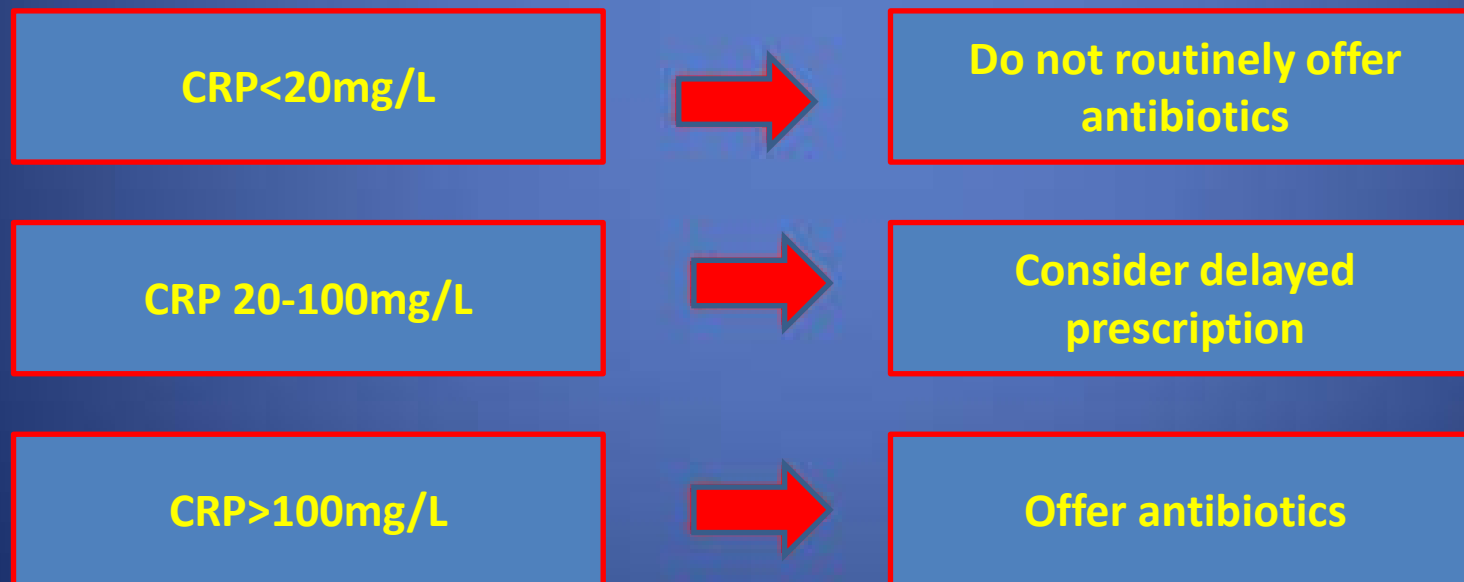 CRP<20mg/L
Do not routinely offer
antibiotics
CRP 20-100mg/L
Consider delayed
prescription
CRP>100mg/L
Offer antibiotics